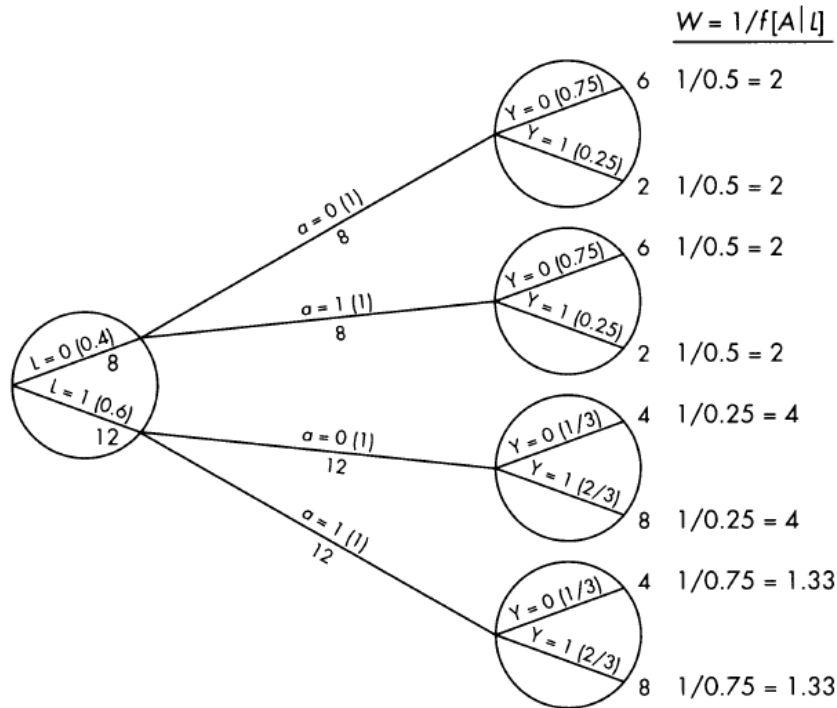 W = 1/f[A|L]
Y = 0 (0.75) 6 1/0.5 = 2
Y = 1 (0.25) 2 1/0.5 = 2
a = 0 (1)
8
Y = 0 (0.75) 6 1/0.5 = 2
a = 1 (1)
8
Y = 1 (0.25) 2 1/0.5 = 2
L = 0 (0.4)
8
L = 1 (0.6)
12
Y = 0 (1/3) 4 1/0.25 = 4
a = 0 (1)
12
Y = 1 (2/3) 8 1/0.25 = 4
a = 1 (1)
12
Y = 0 (1/3) 4 1/0.75 = 1.33
Y = 1 (2/3) 8 1/0.75 = 1.33